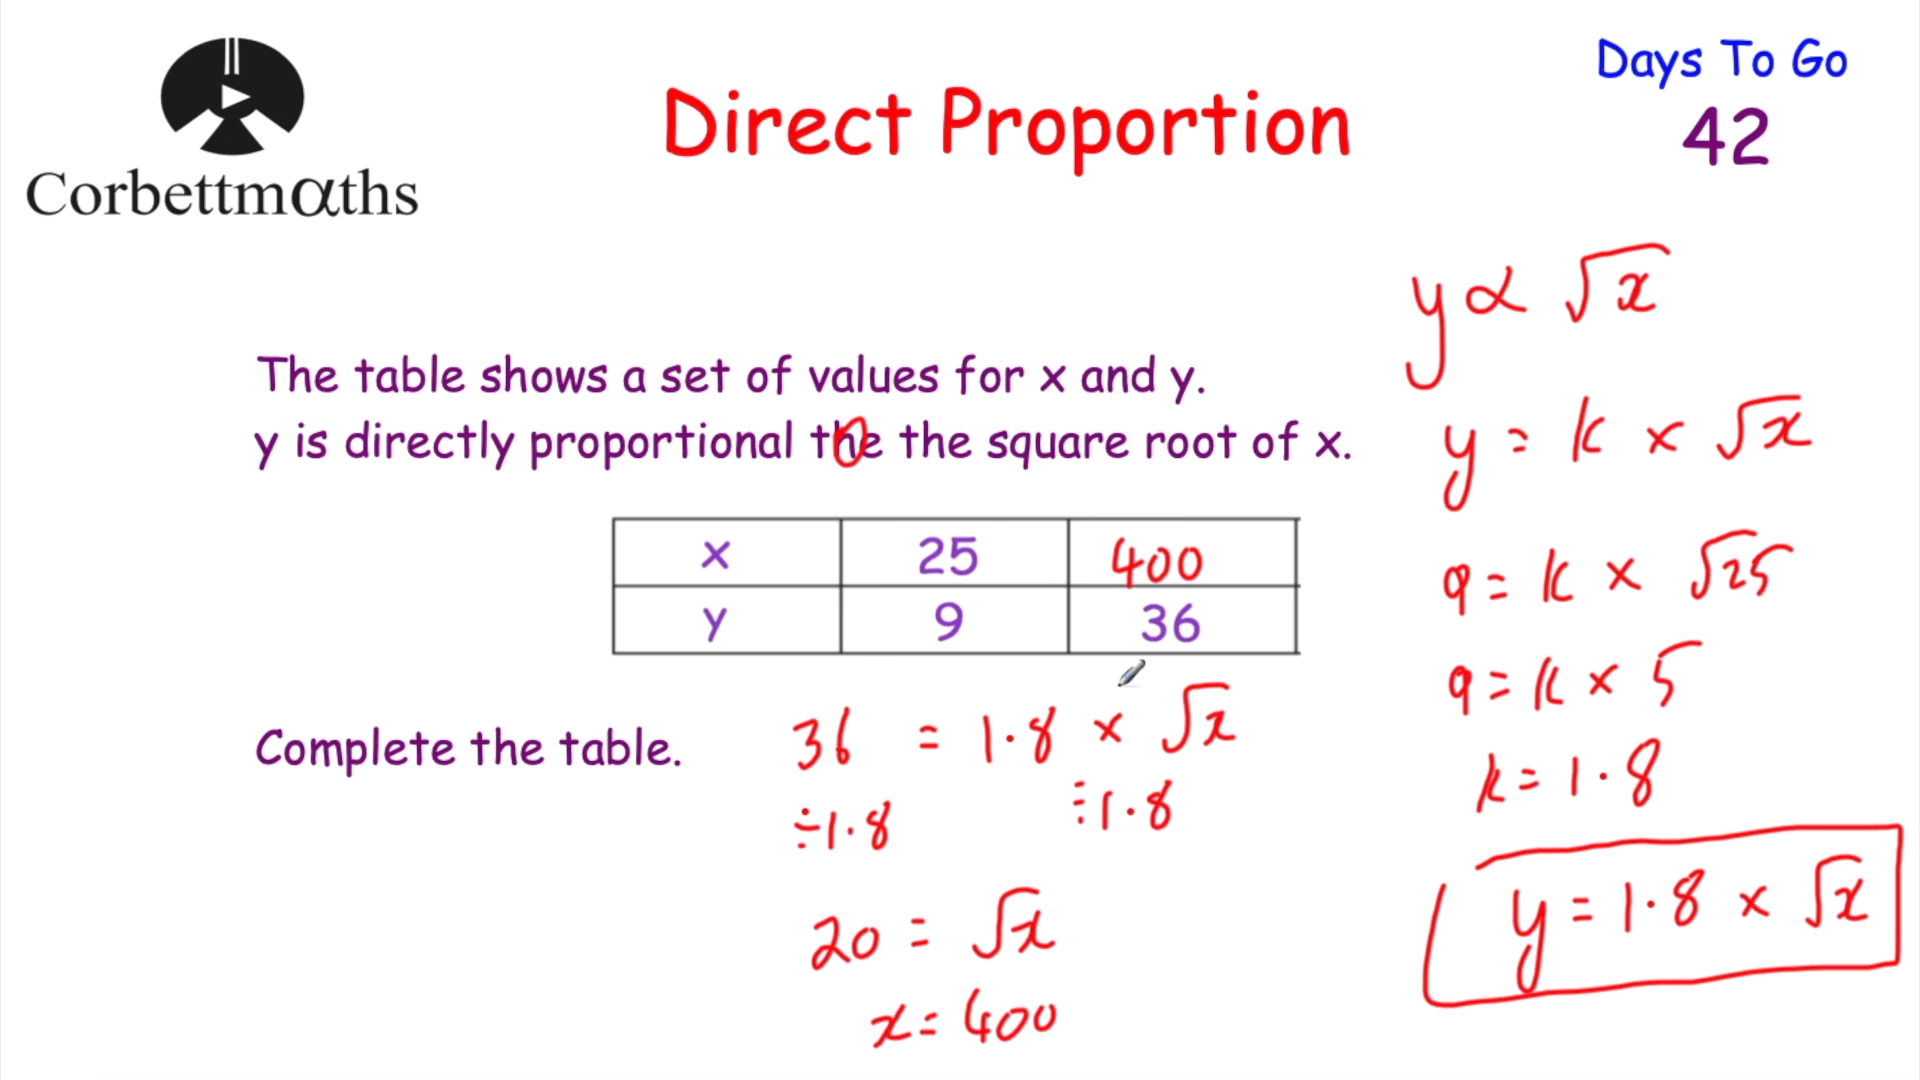 Corbettmαths
Direct Proportion
Days To Go
42
The table shows a set of values for x and y.
y is directly proportional the the square root of x.
x 25 400
y 9 36
Complete the table.
36 = 1.8 × √x
÷1.8 ÷1.8
20 = √x
x = 400
y ∝ √x
y = k × √x
9 = k × √25
9 = k × 5
k = 1.8
y = 1.8 × √x